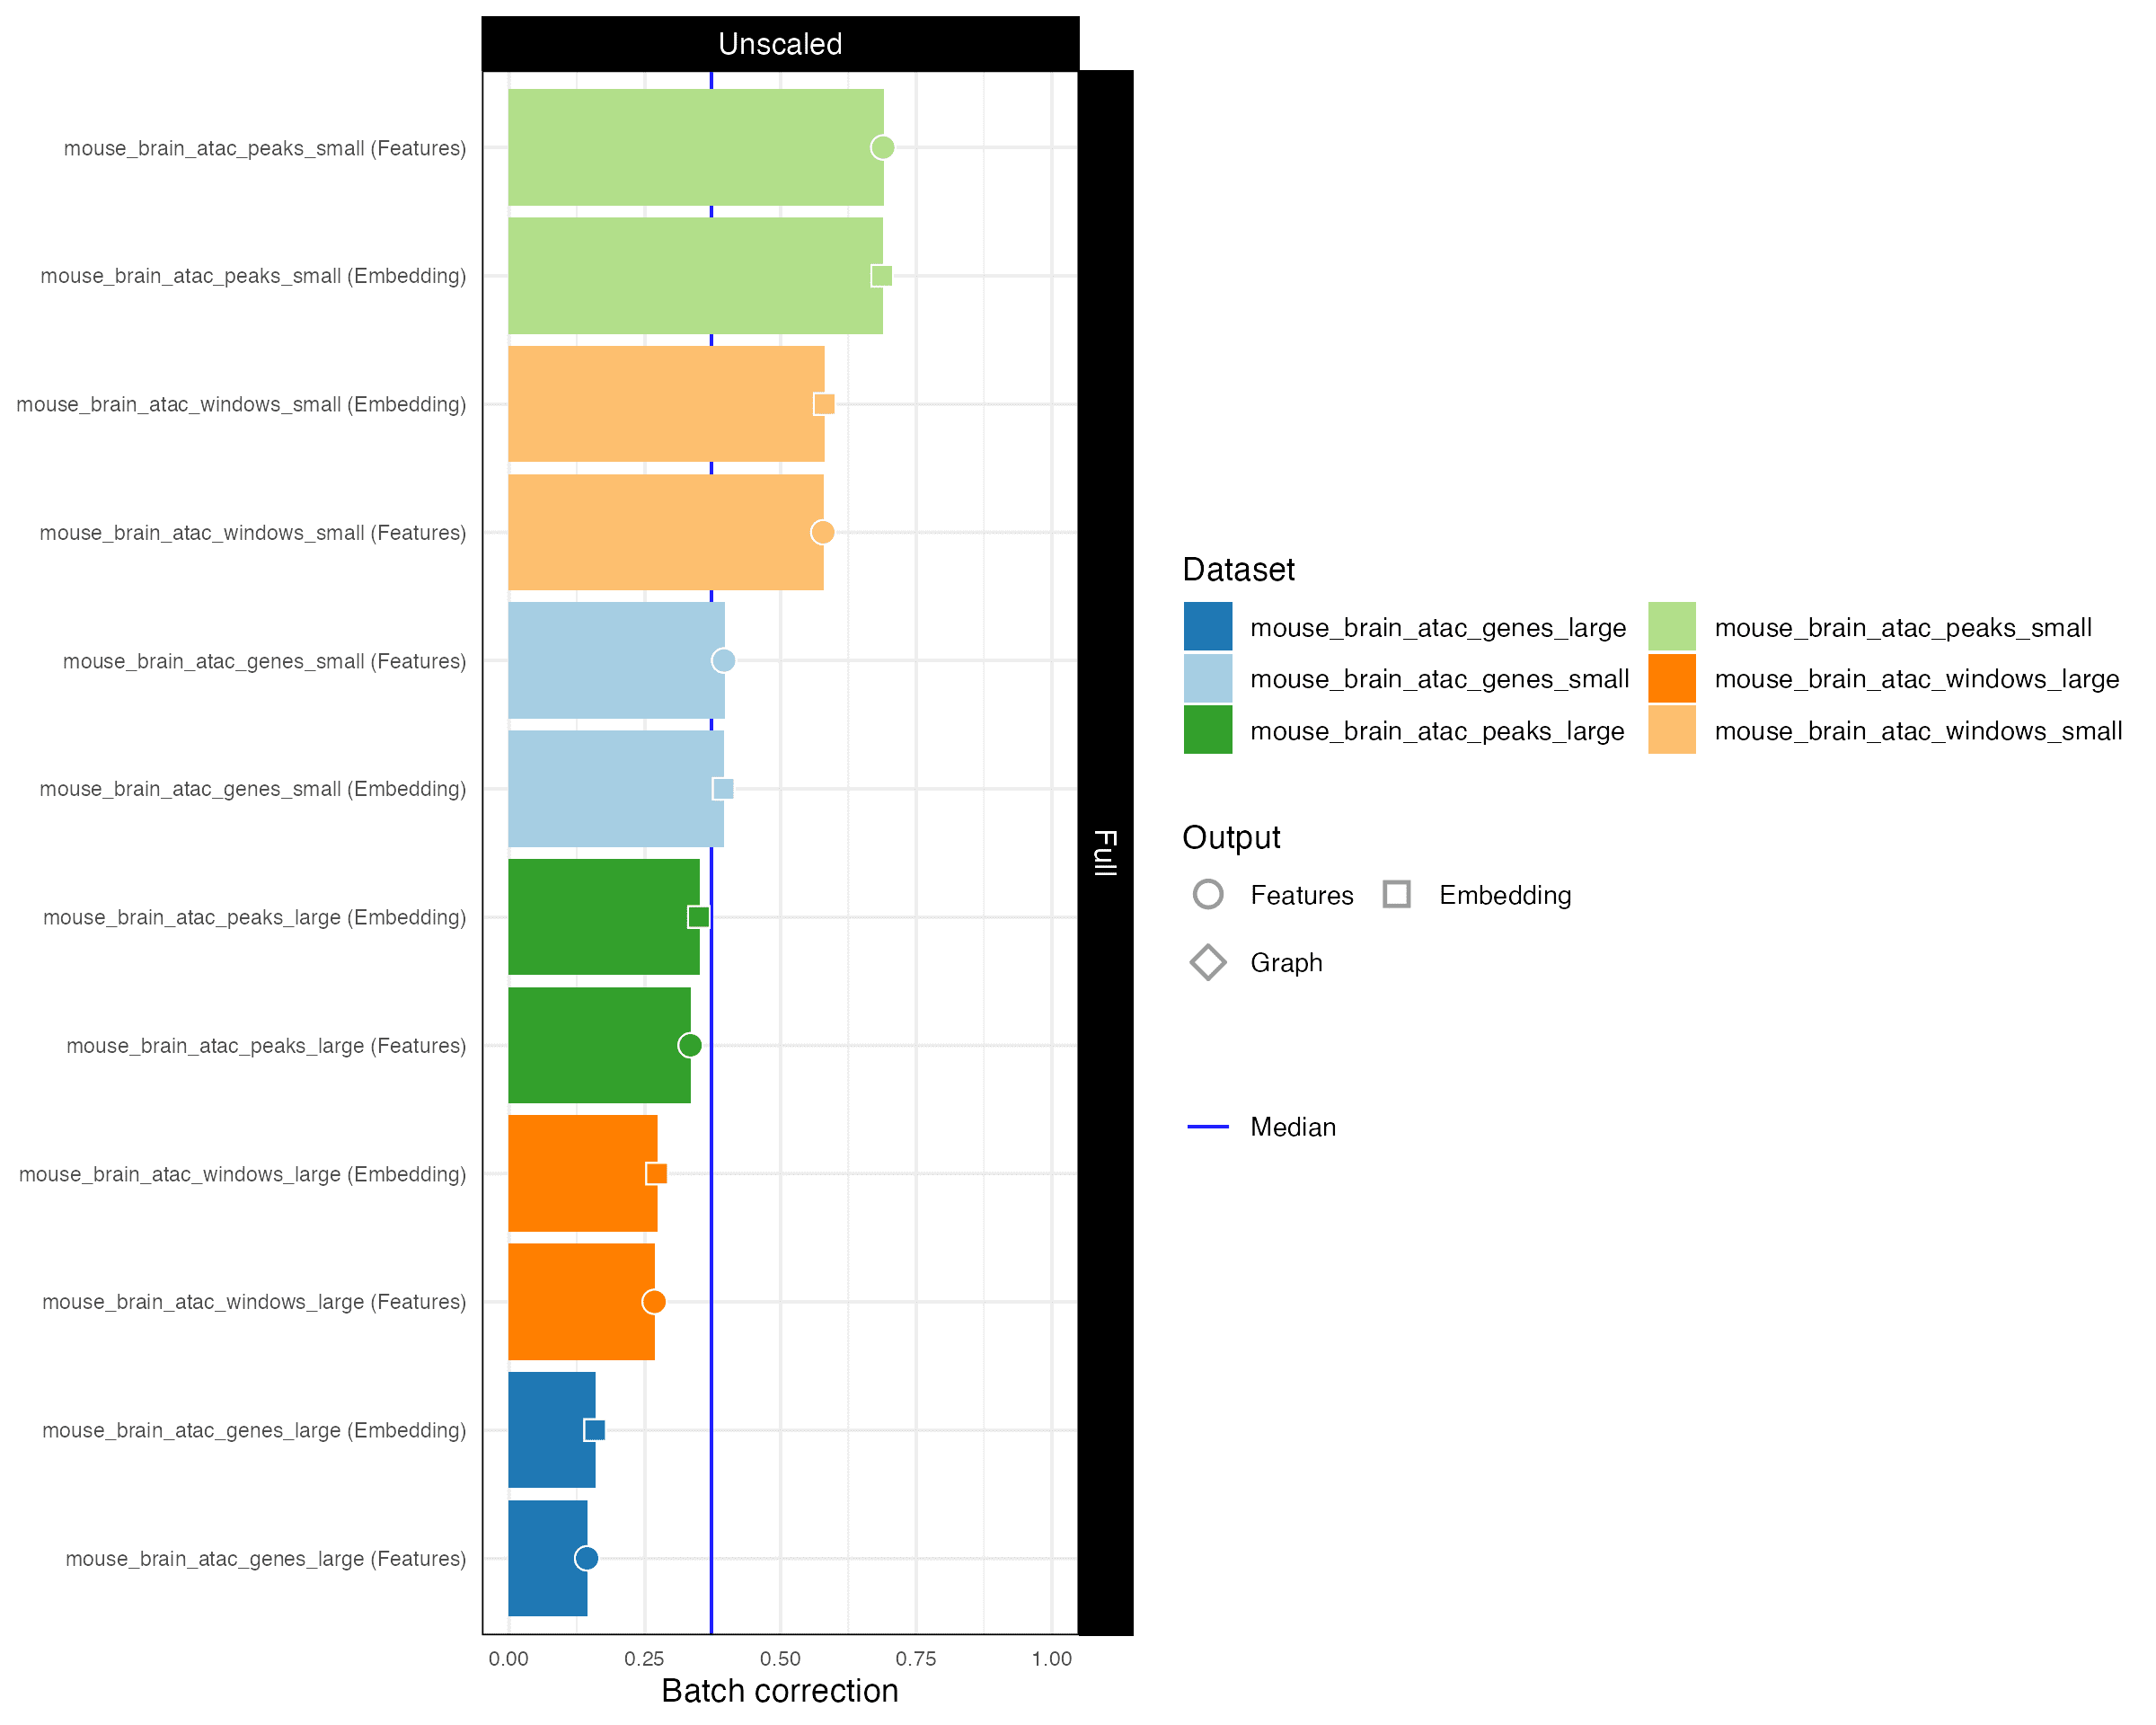 Unscaled
mouse_brain_atac_peaks_small (Features)
mouse_brain_atac_peaks_small (Embedding)
mouse_brain_atac_windows_small (Embedding)
mouse_brain_atac_windows_small (Features)
mouse_brain_atac_genes_small (Features)
mouse_brain_atac_genes_small (Embedding)
mouse_brain_atac_peaks_large (Embedding)
mouse_brain_atac_peaks_large (Features)
mouse_brain_atac_windows_large (Embedding)
mouse_brain_atac_windows_large (Features)
mouse_brain_atac_genes_large (Embedding)
mouse_brain_atac_genes_large (Features)
0.00 0.25 0.50 0.75 1.00
Batch correction
Full
Dataset
mouse_brain_atac_genes_large mouse_brain_atac_peaks_small
mouse_brain_atac_genes_small mouse_brain_atac_windows_large
mouse_brain_atac_peaks_large mouse_brain_atac_windows_small
Output
Features Embedding
Graph
Median